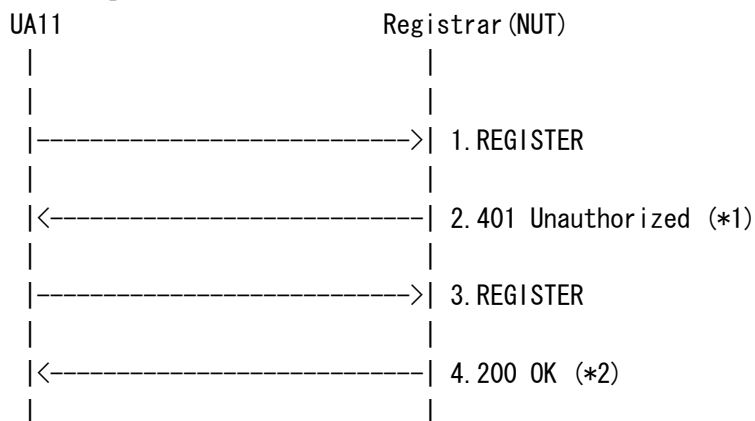 UA11                          Registrar(NUT)
 |                             |
 |                             |
 |---------------------------->| 1.REGISTER
 |                             |
 |<----------------------------| 2.401 Unauthorized (*1)
 |                             |
 |---------------------------->| 3.REGISTER
 |                             |
 |<----------------------------| 4.200 OK (*2)
 |                             |